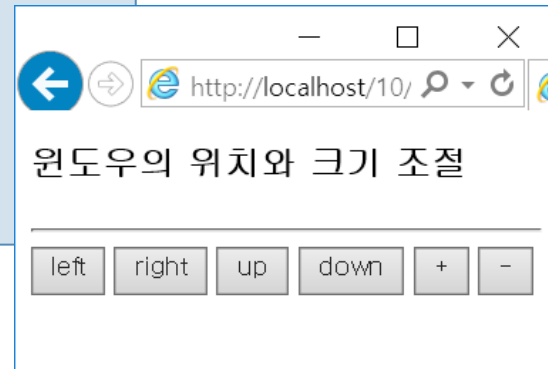 http://localhost/10/
윈도우의 위치와 크기 조절
left right up down + -